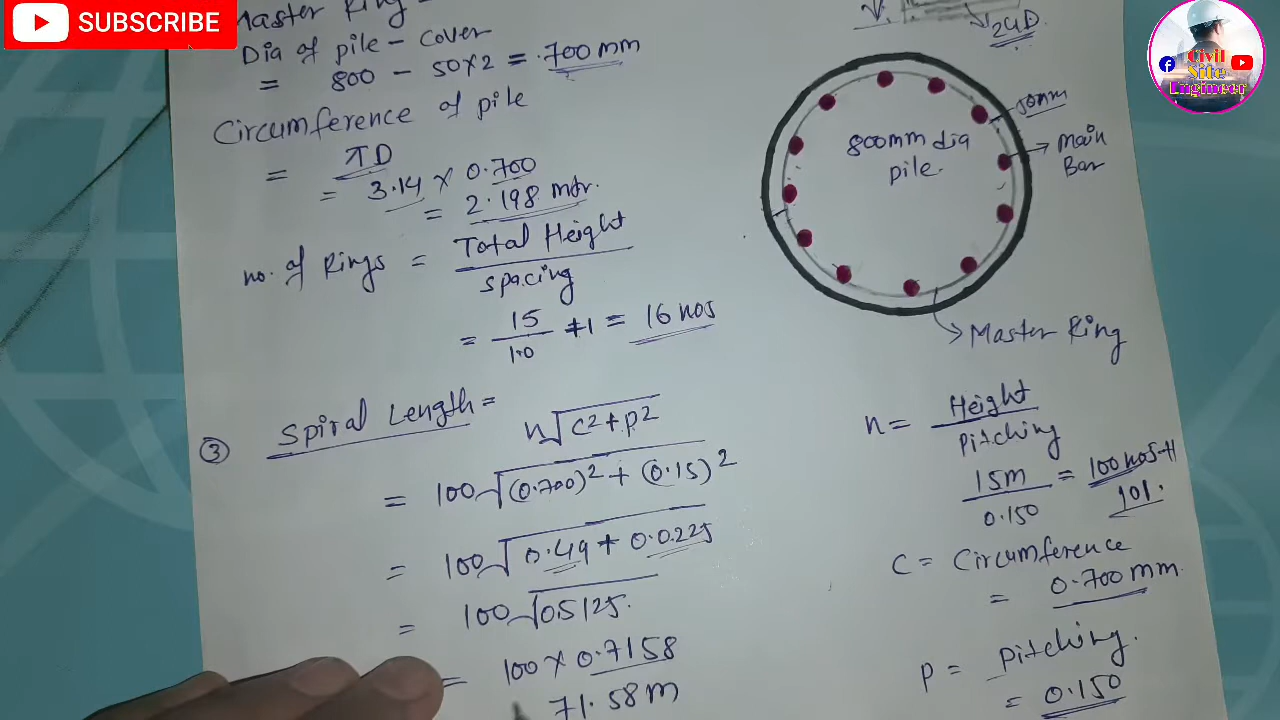 SUBSCRIBE
Master Ring -
Dia of pile - cover
= 800 - 50x2 = .700 mm
Circumference of pile
= πD
= 3.14 x 0.700
= 2.198 mtr.
no. of Rings = Total Height
spacing
= 15 +1 = 16 nos
1.0
③ Spiral Length =
n√c²+p²
= 100√(0.700)²+(0.15)²
= 100√0.49+0.0225
= 100√0.5125.
= 100 x 0.7158
71.58 m
24D.
50mm
Main
Bar
800mm dia
pile.
Master Ring
n = Height
Pitching
15m = 100 nos+1
0.150 101.
C = Circumference
= 0.700 mm.
P = Pitching.
= 0.150
Civil
Site
Engineer